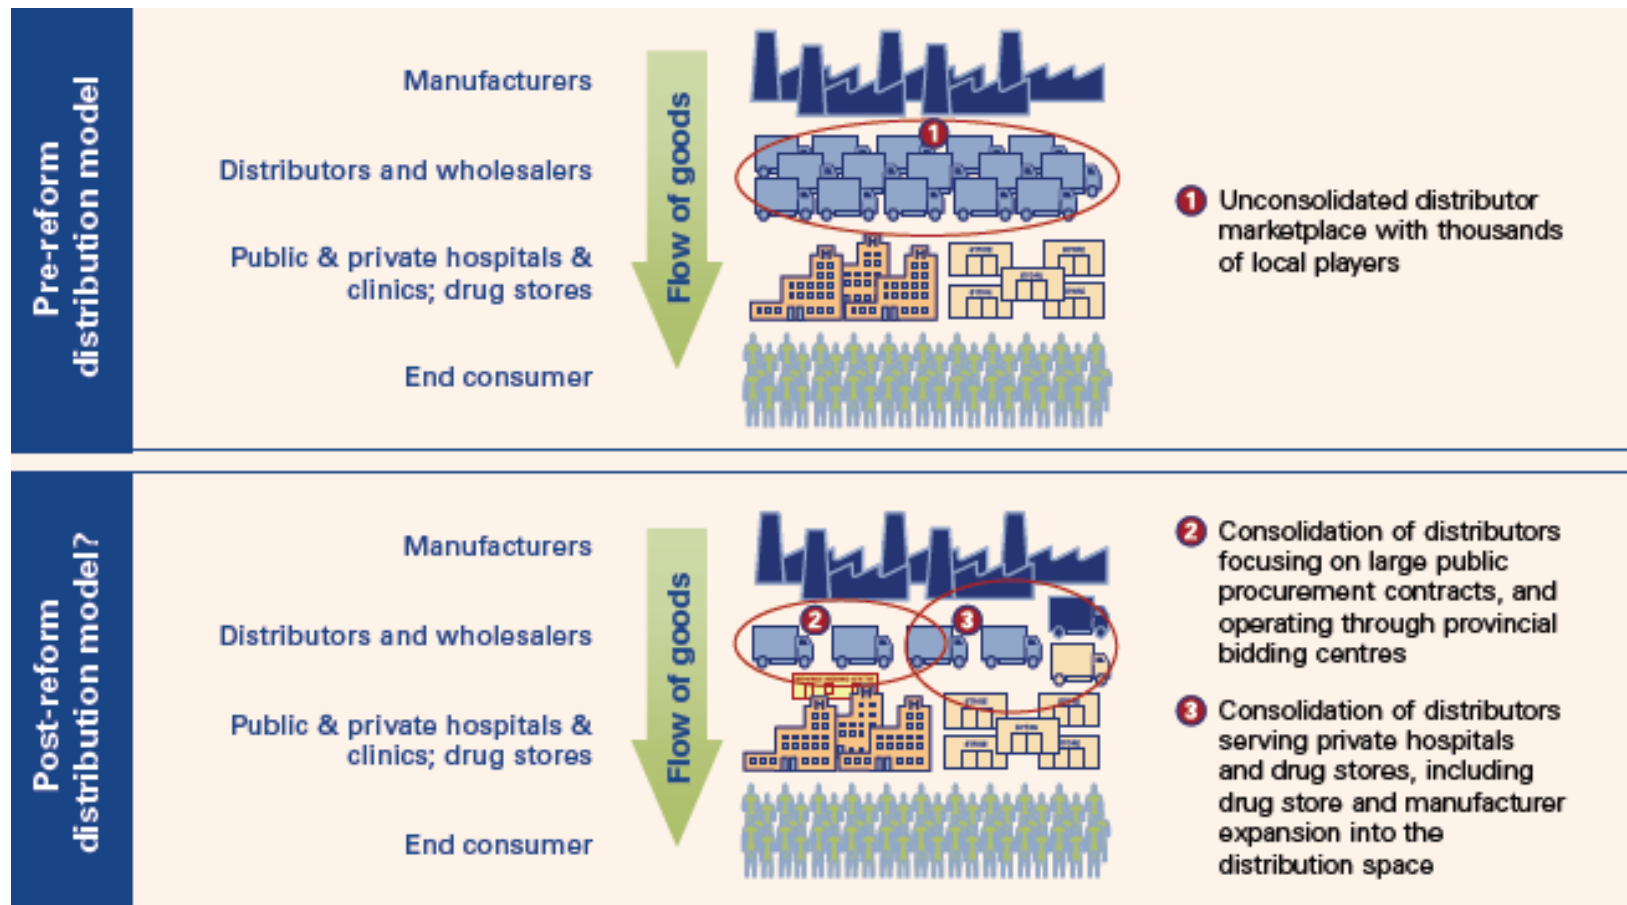 Pre-reform
distribution model
Manufacturers
Distributors and wholesalers
Public & private hospitals &
clinics; drug stores
End consumer
Flow of goods
1
H
H
H
1 Unconsolidated distributor
marketplace with thousands
of local players
Post-reform
distribution model?
Manufacturers
Distributors and wholesalers
Public & private hospitals &
clinics; drug stores
End consumer
Flow of goods
2
3
H
H
H
2 Consolidation of distributors
focusing on large public
procurement contracts, and
operating through provincial
bidding centres
3 Consolidation of distributors
serving private hospitals
and drug stores, including
drug store and manufacturer
expansion into the
distribution space